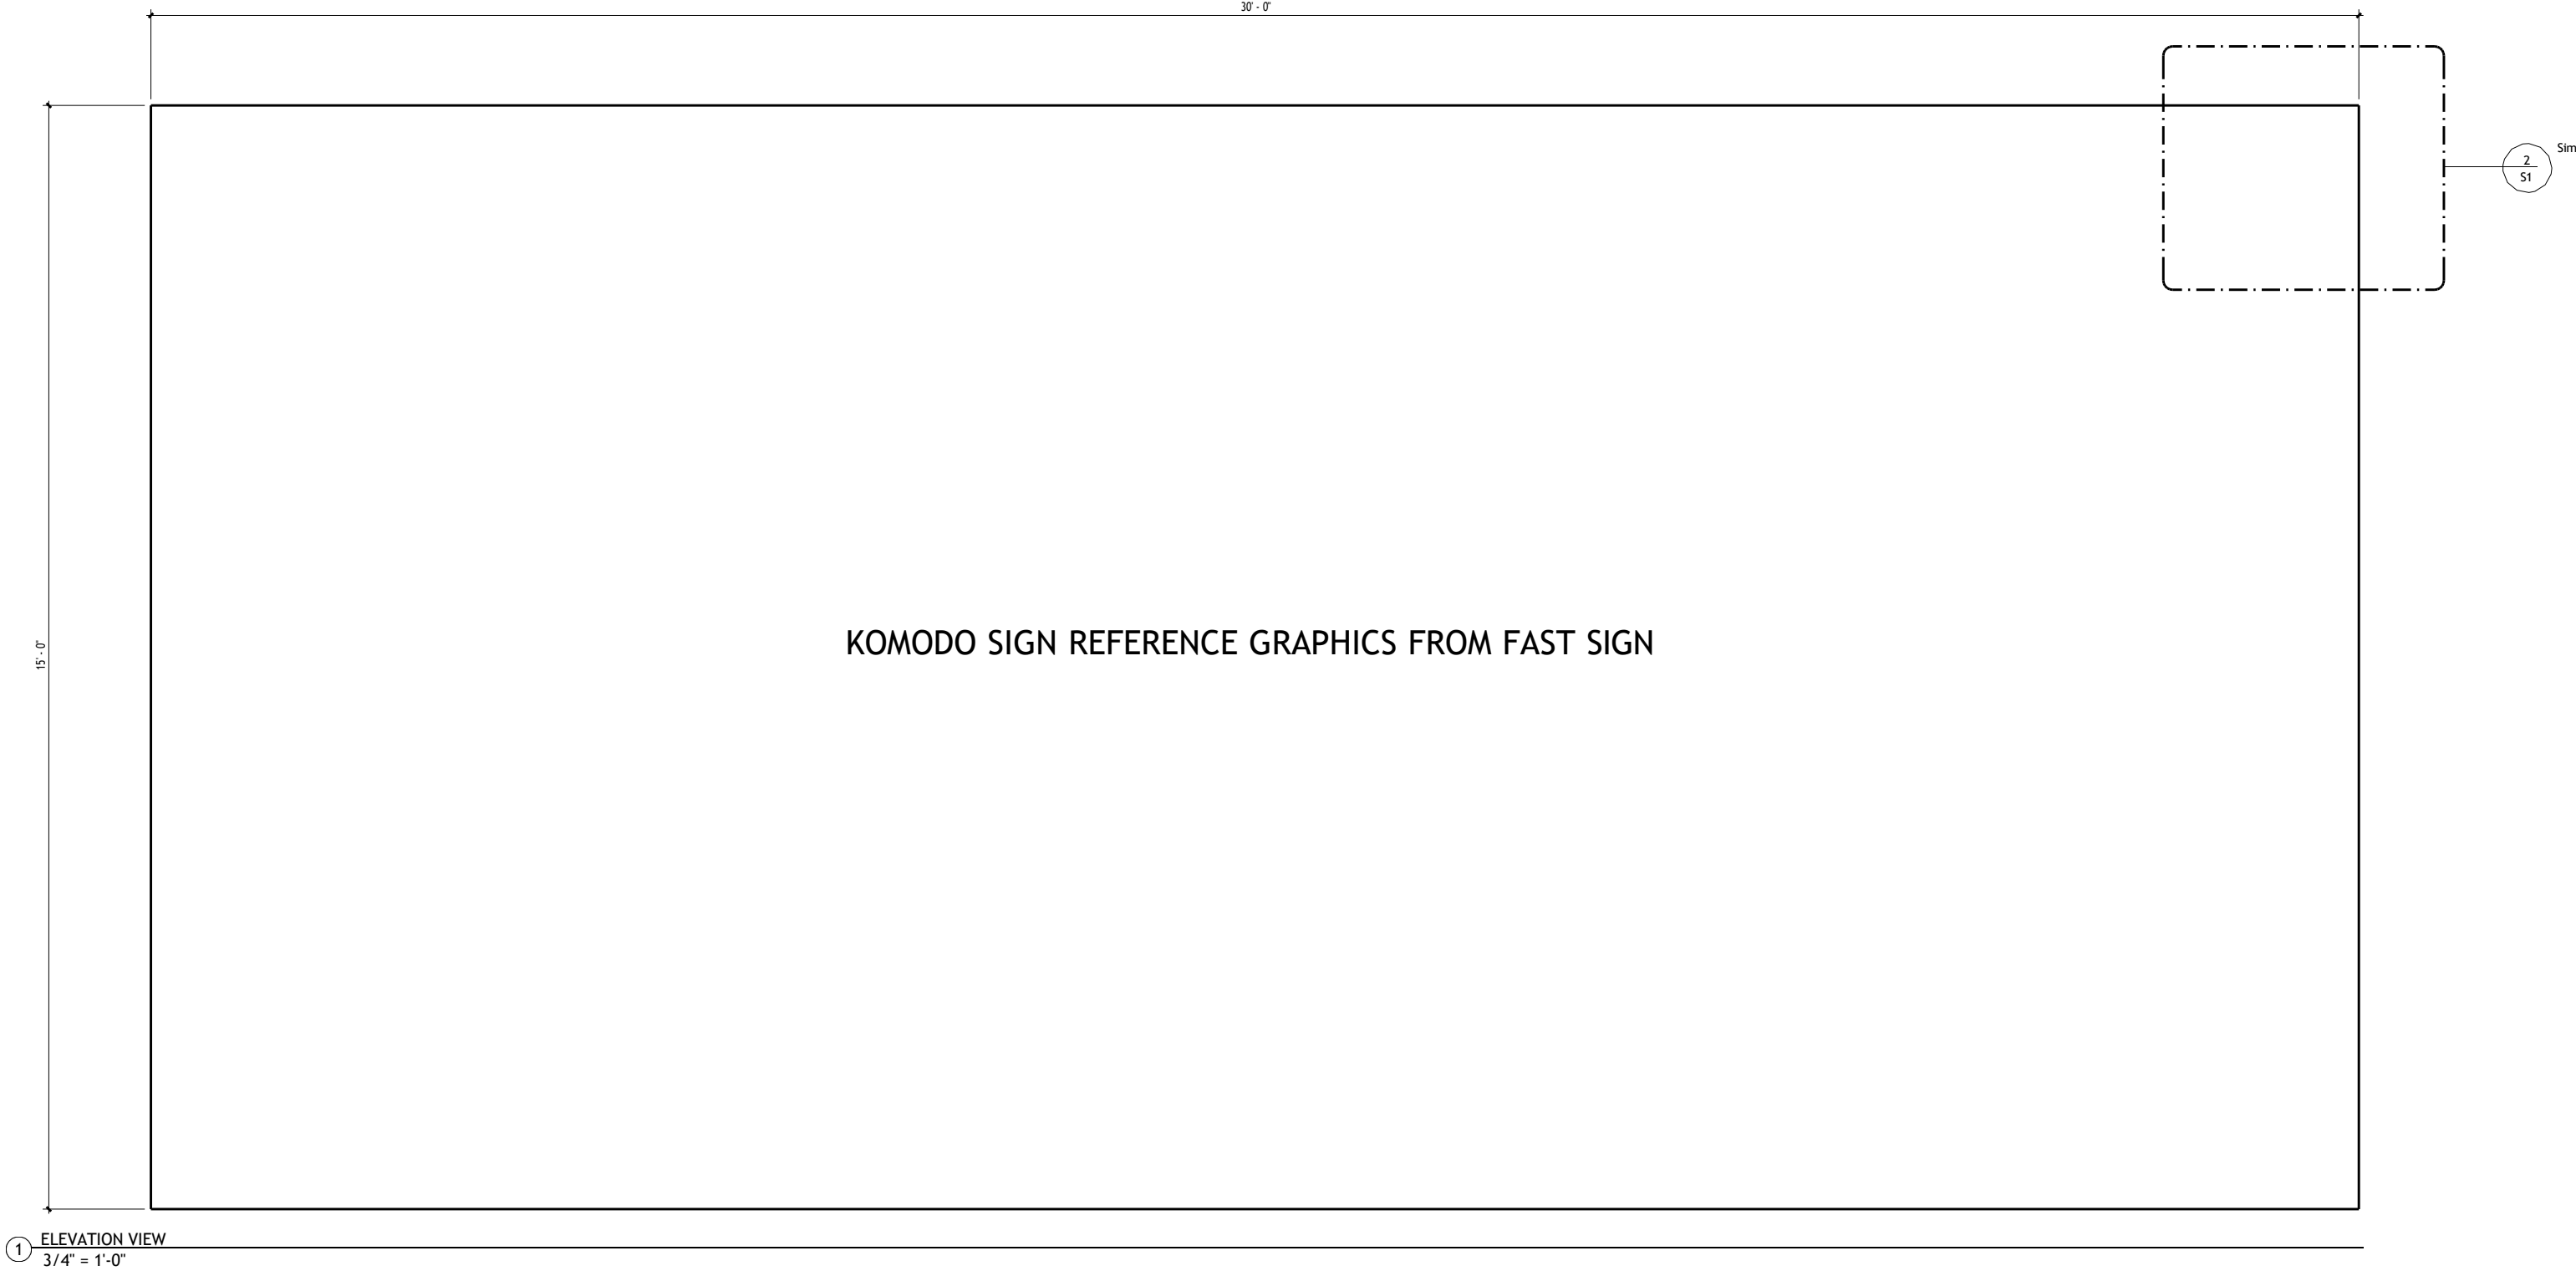 30' - 0"
Sim
2
S1
KOMODO SIGN REFERENCE GRAPHICS FROM FAST SIGN
15' - 0"
1
ELEVATION VIEW
3/4" = 1'-0"